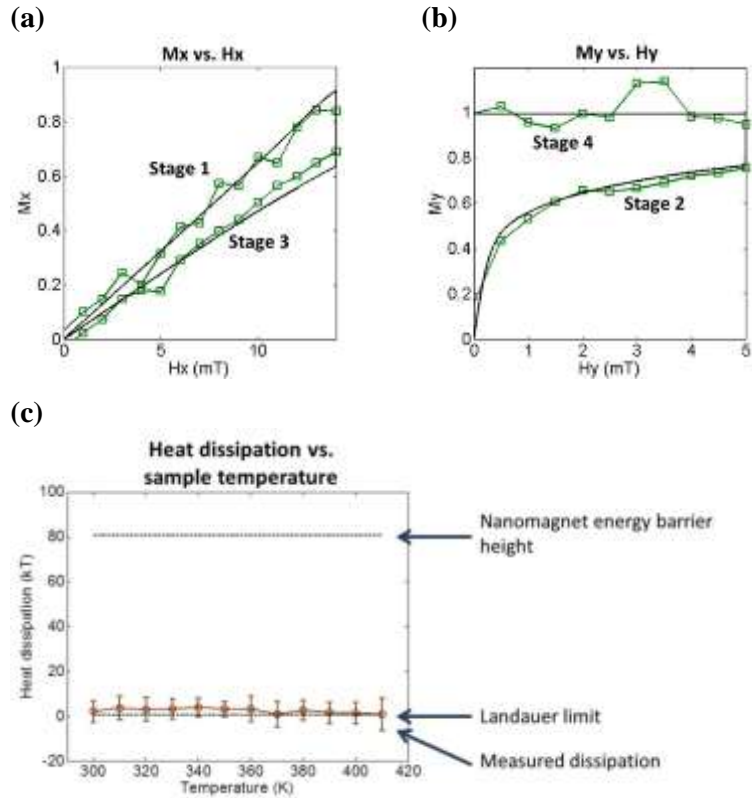 (a)
(b)
Mx vs. Hx
Mx
1
0.8
0.6
0.4
0.2
0
0
5
10
Hx (mT)
Stage 1
Stage 3
My vs. Hy
My
1
0.8
0.6
0.4
0.2
0
0
1
2
3
4
5
Hy (mT)
Stage 4
Stage 2
(c)
Heat dissipation vs.
sample temperature
Heat dissipation (kT)
100
80
60
40
20
0
-20
300
320
340
360
380
400
420
Temperature (K)
Nanomagnet energy barrier
height
Landauer limit
Measured dissipation